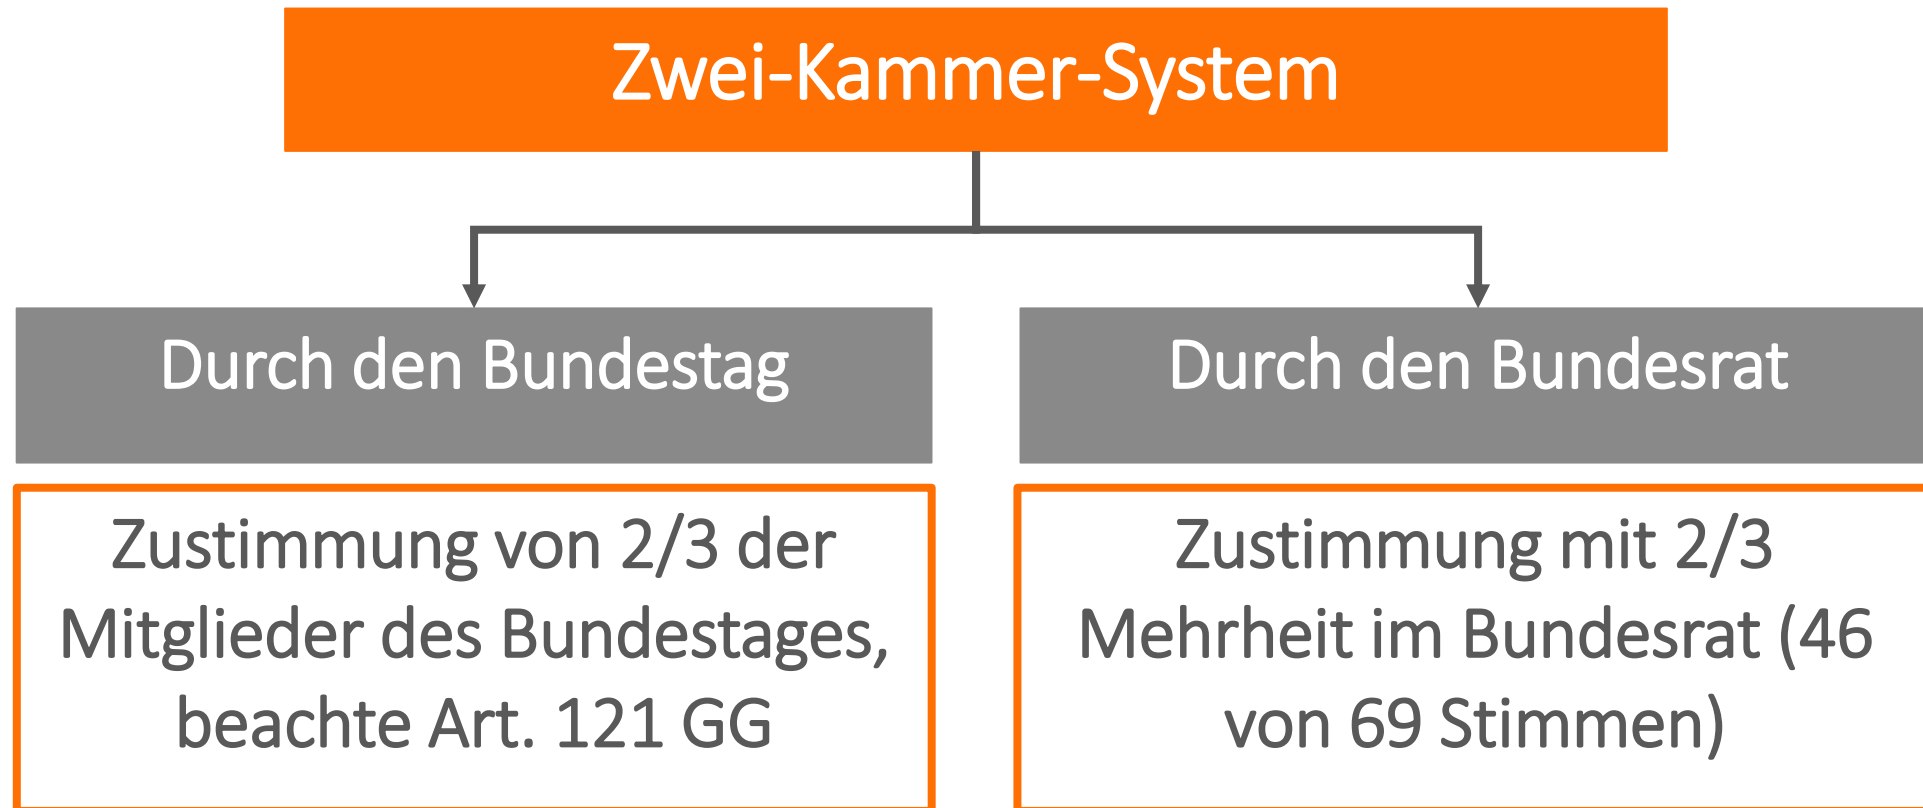 Zwei-Kammer-System
Durch den Bundestag
Durch den Bundesrat
Zustimmung von 2/3 der
Mitglieder des Bundestages,
beachte Art. 121 GG
Zustimmung mit 2/3
Mehrheit im Bundesrat (46
von 69 Stimmen)